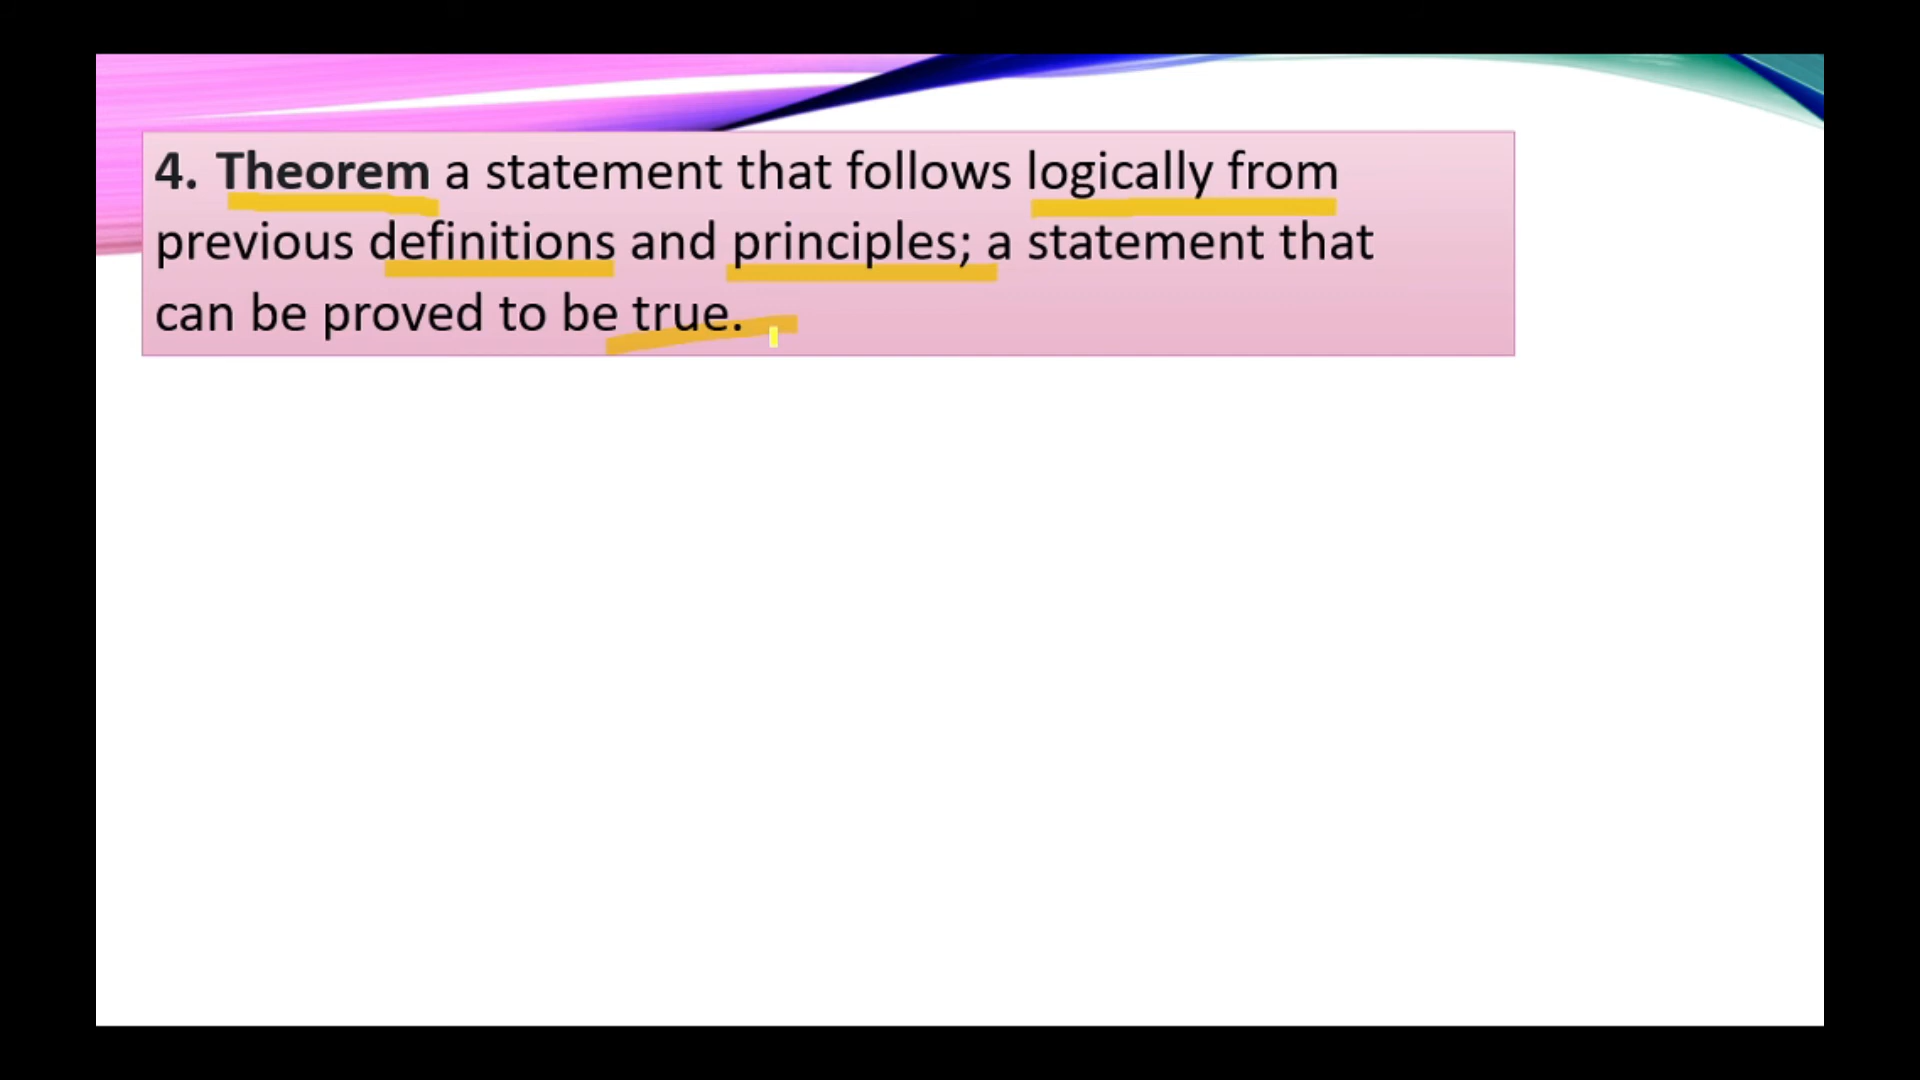 4. Theorem a statement that follows logically from
previous definitions and principles; a statement that
can be proved to be true.